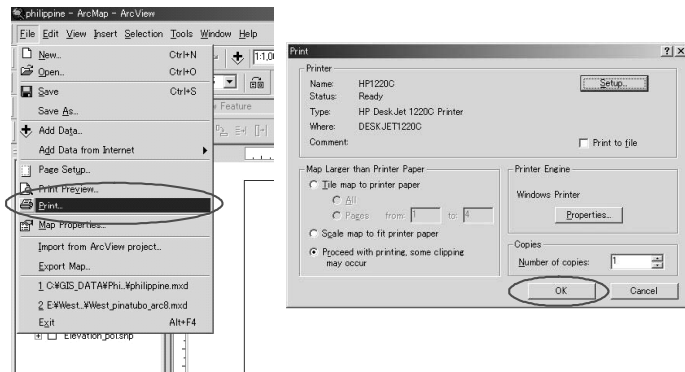 philippine - ArcMap - ArcView
File Edit View Insert Selection Tools Window Help
New... Ctrl+N
Open... Ctrl+O
Save Ctrl+S
Save As...
Add Data...
Add Data from Internet
Page Setup...
Print Preview...
Print...
Map Properties...
Import from ArcView project...
Export Map...
1 C:¥GIS_DATA¥Phi..¥philippine.mxd
2 E:¥West..¥West_pinatubo_arc8.mxd
Exit Alt+F4
Elevation_pol.shp
1:1,00
Feature
Print
Printer
Name: HP1220C
Setup...
Status: Ready
Type: HP DeskJet 1220C Printer
Where: DESKJET1220C
Comment:
Print to file
Map Larger than Printer Paper
Tile map to printer paper
All
Pages from: 1 to: 4
Scale map to fit printer paper
Proceed with printing, some clipping
may occur
Printer Engine
Windows Printer
Properties...
Copies
Number of copies: 1
OK Cancel